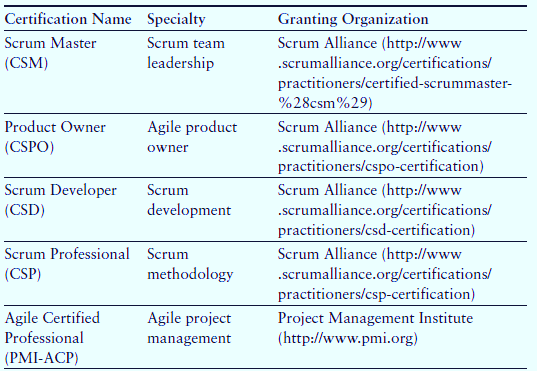 Certification Name Specialty Granting Organization
Scrum Master Scrum team Scrum Alliance (http://www
(CSM) leadership .scrumalliance.org/certifications/
practitioners/certified-scrummaster-
%28csm%29)
Product Owner Agile product Scrum Alliance (http://www
(CSPO) owner .scrumalliance.org/certifications/
practitioners/cspo-certification)
Scrum Developer Scrum Scrum Alliance (http://www
(CSD) development .scrumalliance.org/certifications/
practitioners/csd-certification)
Scrum Professional Scrum Scrum Alliance (http://www
(CSP) methodology .scrumalliance.org/certifications/
practitioners/csp-certification)
Agile Certified Agile project Project Management Institute
Professional management (http://www.pmi.org)
(PMI-ACP)